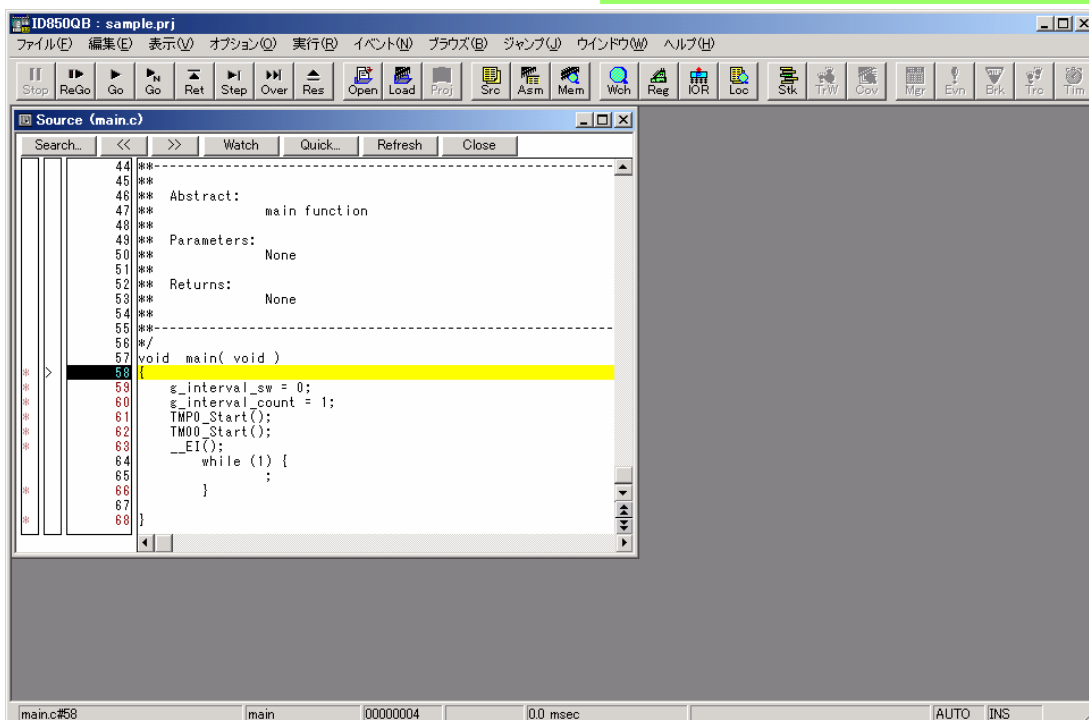 ID850QB : sample.prj
ファイル(F) 編集(E) 表示(V) オプション(O) 実行(R) イベント(N) ブラウズ(B) ジャンプ(J) ウインドウ(W) ヘルプ(H)
Stop ReGo Go Go Ret Step Over Res Open Load Proj Src Asm Mem Wch Reg IOR Loc Stk TrW Cov Mgr Evn Brk Trc Tim
Source (main.c)
Search... << >> Watch Quick... Refresh Close
44 **----------------------------------------------------------
45 **
46 ** Abstract:
47 ** main function
48 **
49 ** Parameters:
50 ** None
51 **
52 ** Returns:
53 ** None
54 **
55 **----------------------------------------------------------
56 */
57 void main( void )
* > 58 {
* 59 g_interval_sw = 0;
* 60 g_interval_count = 1;
* 61 TMP0_Start();
* 62 TM00_Start();
* 63 __EI();
64 while (1) {
65 ;
* 66 }
67
* 68 }
main.c#58 main 00000004 0.0 msec AUTO INS